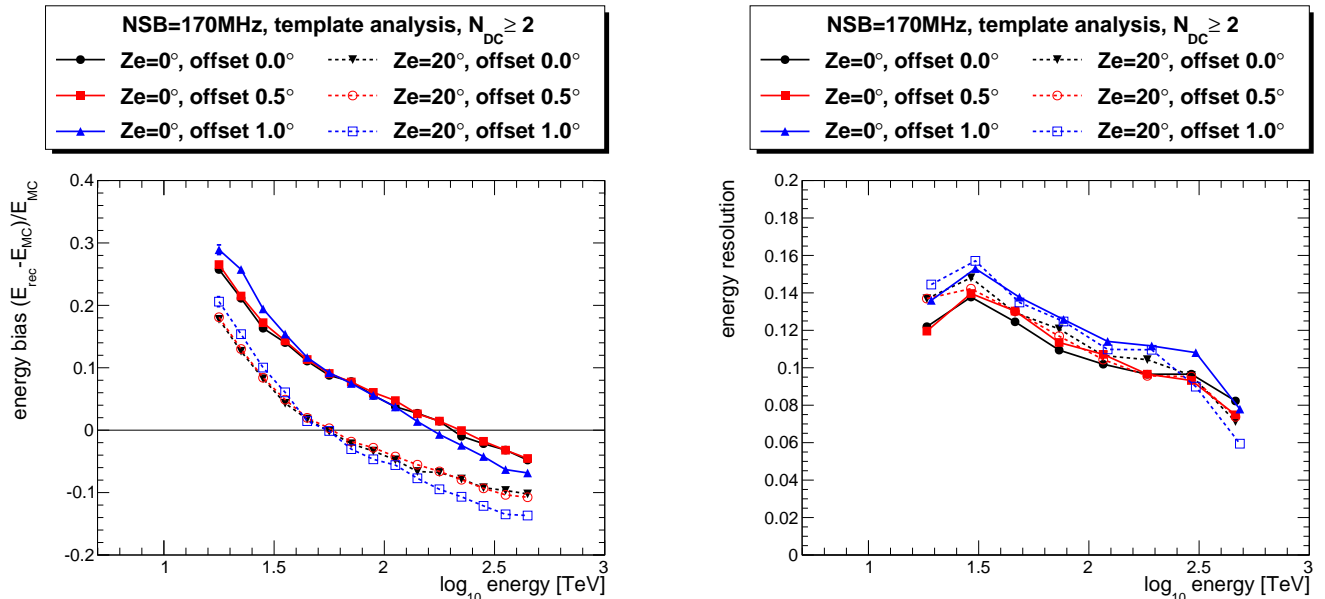 NSB=170MHz, template analysis, N_DC ≥ 2
Ze=0°, offset 0.0° Ze=20°, offset 0.0°
Ze=0°, offset 0.5° Ze=20°, offset 0.5°
Ze=0°, offset 1.0° Ze=20°, offset 1.0°
energy bias (E_rec-E_MC)/E_MC
0.4
0.3
0.2
0.1
0
-0.1
-0.2
1 1.5 2 2.5 3
log_10 energy [TeV]
NSB=170MHz, template analysis, N_DC ≥ 2
Ze=0°, offset 0.0° Ze=20°, offset 0.0°
Ze=0°, offset 0.5° Ze=20°, offset 0.5°
Ze=0°, offset 1.0° Ze=20°, offset 1.0°
energy resolution
0.2
0.18
0.16
0.14
0.12
0.1
0.08
0.06
0.04
0.02
0
1 1.5 2 2.5 3
log_10 energy [TeV]